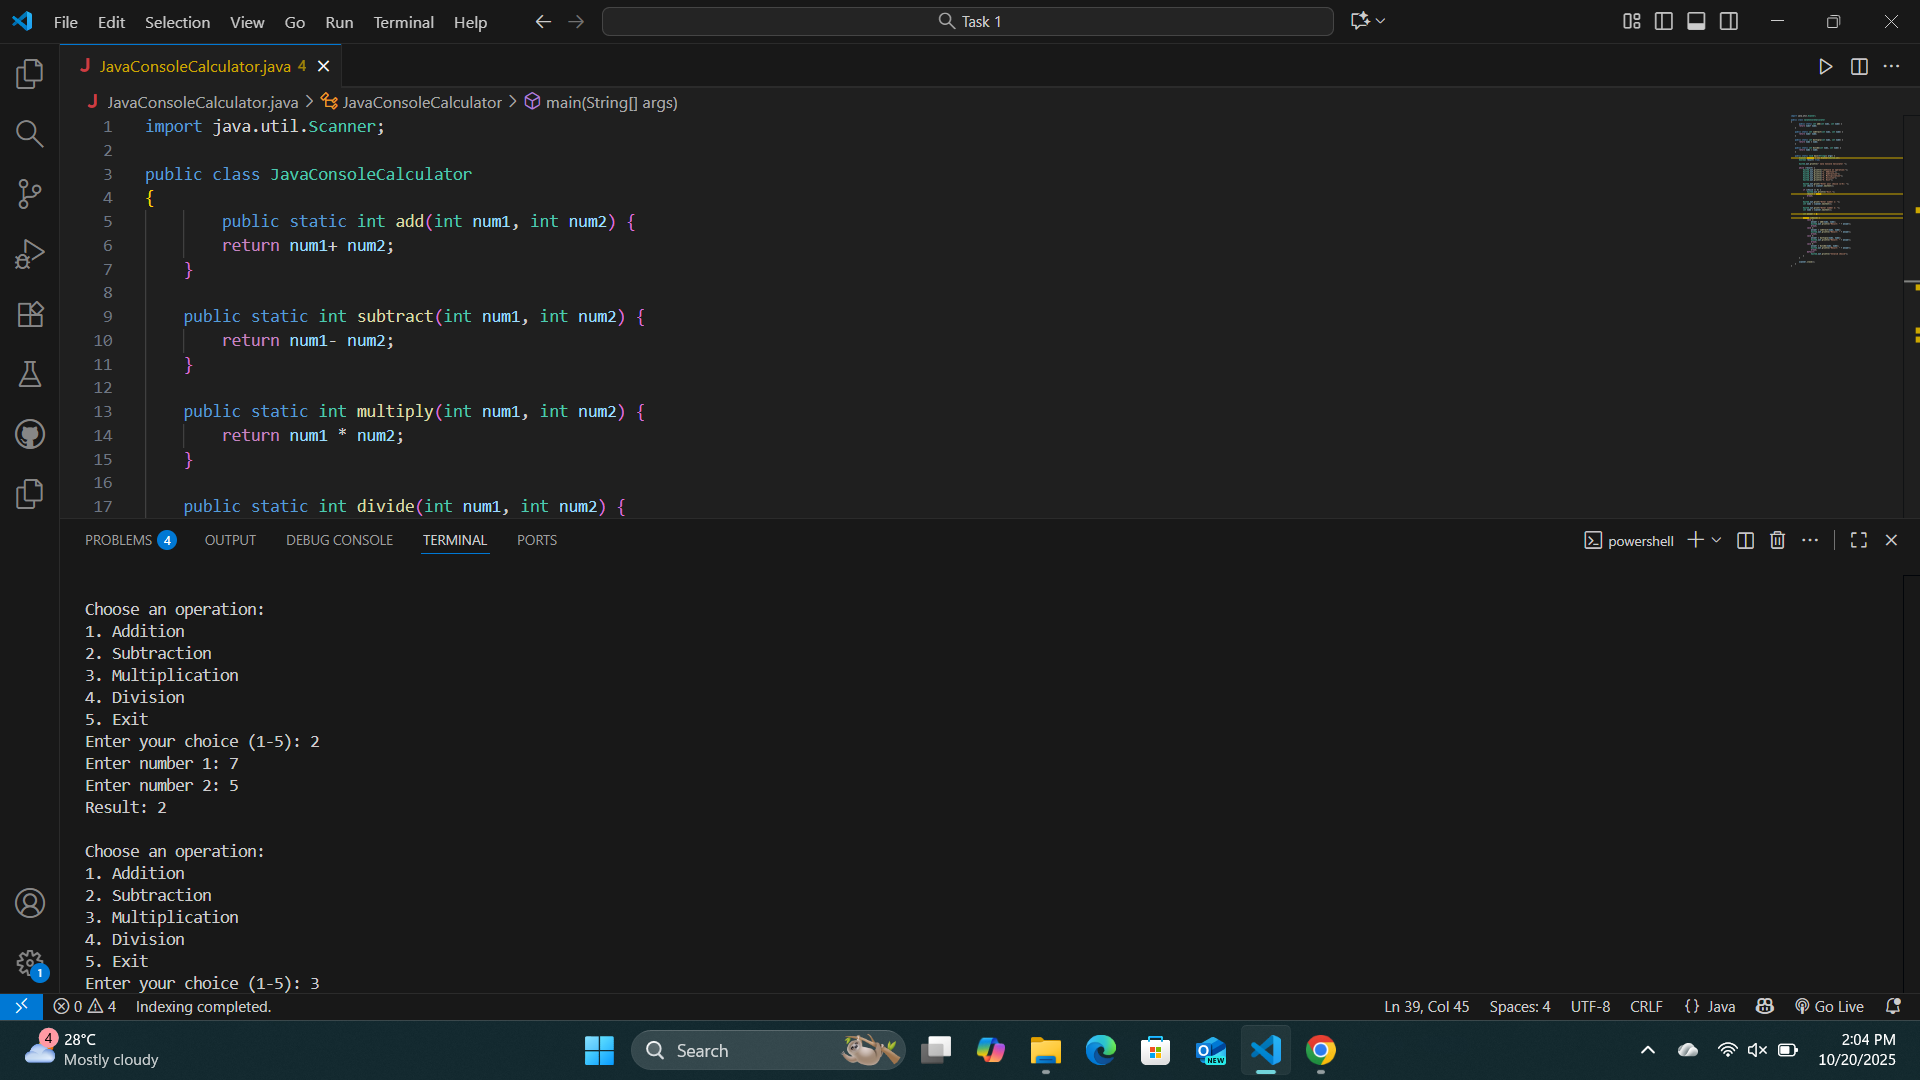 File Edit Selection View Go Run Terminal Help Task 1
JavaConsoleCalculator.java 4
JavaConsoleCalculator.java > JavaConsoleCalculator > main(String[] args)
1 import java.util.Scanner;
2
3 public class JavaConsoleCalculator
4 {
5 public static int add(int num1, int num2) {
6 return num1+ num2;
7 }
8
9 public static int subtract(int num1, int num2) {
10 return num1- num2;
11 }
12
13 public static int multiply(int num1, int num2) {
14 return num1 * num2;
15 }
16
17 public static int divide(int num1, int num2) {
PROBLEMS 4 OUTPUT DEBUG CONSOLE TERMINAL PORTS powershell
Choose an operation:
1. Addition
2. Subtraction
3. Multiplication
4. Division
5. Exit
Enter your choice (1-5): 2
Enter number 1: 7
Enter number 2: 5
Result: 2
Choose an operation:
1. Addition
2. Subtraction
3. Multiplication
4. Division
5. Exit
Enter your choice (1-5): 3
1
0 4 Indexing completed. Ln 39, Col 45 Spaces: 4 UTF-8 CRLF {} Java Go Live
4 28°C
Mostly cloudy
Search
NEW
2:04 PM
10/20/2025